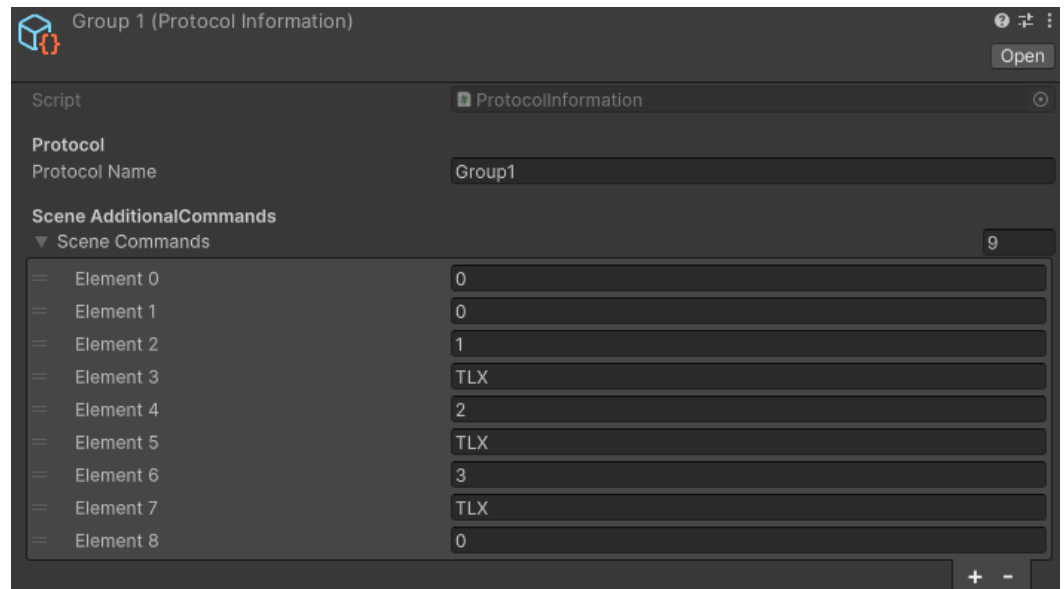 Group 1 (Protocol Information)
Open
Script ProtocolInformation
Protocol
Protocol Name Group1
Scene AdditionalCommands
Scene Commands 9
Element 0 0
Element 1 0
Element 2 1
Element 3 TLX
Element 4 2
Element 5 TLX
Element 6 3
Element 7 TLX
Element 8 0
+ -